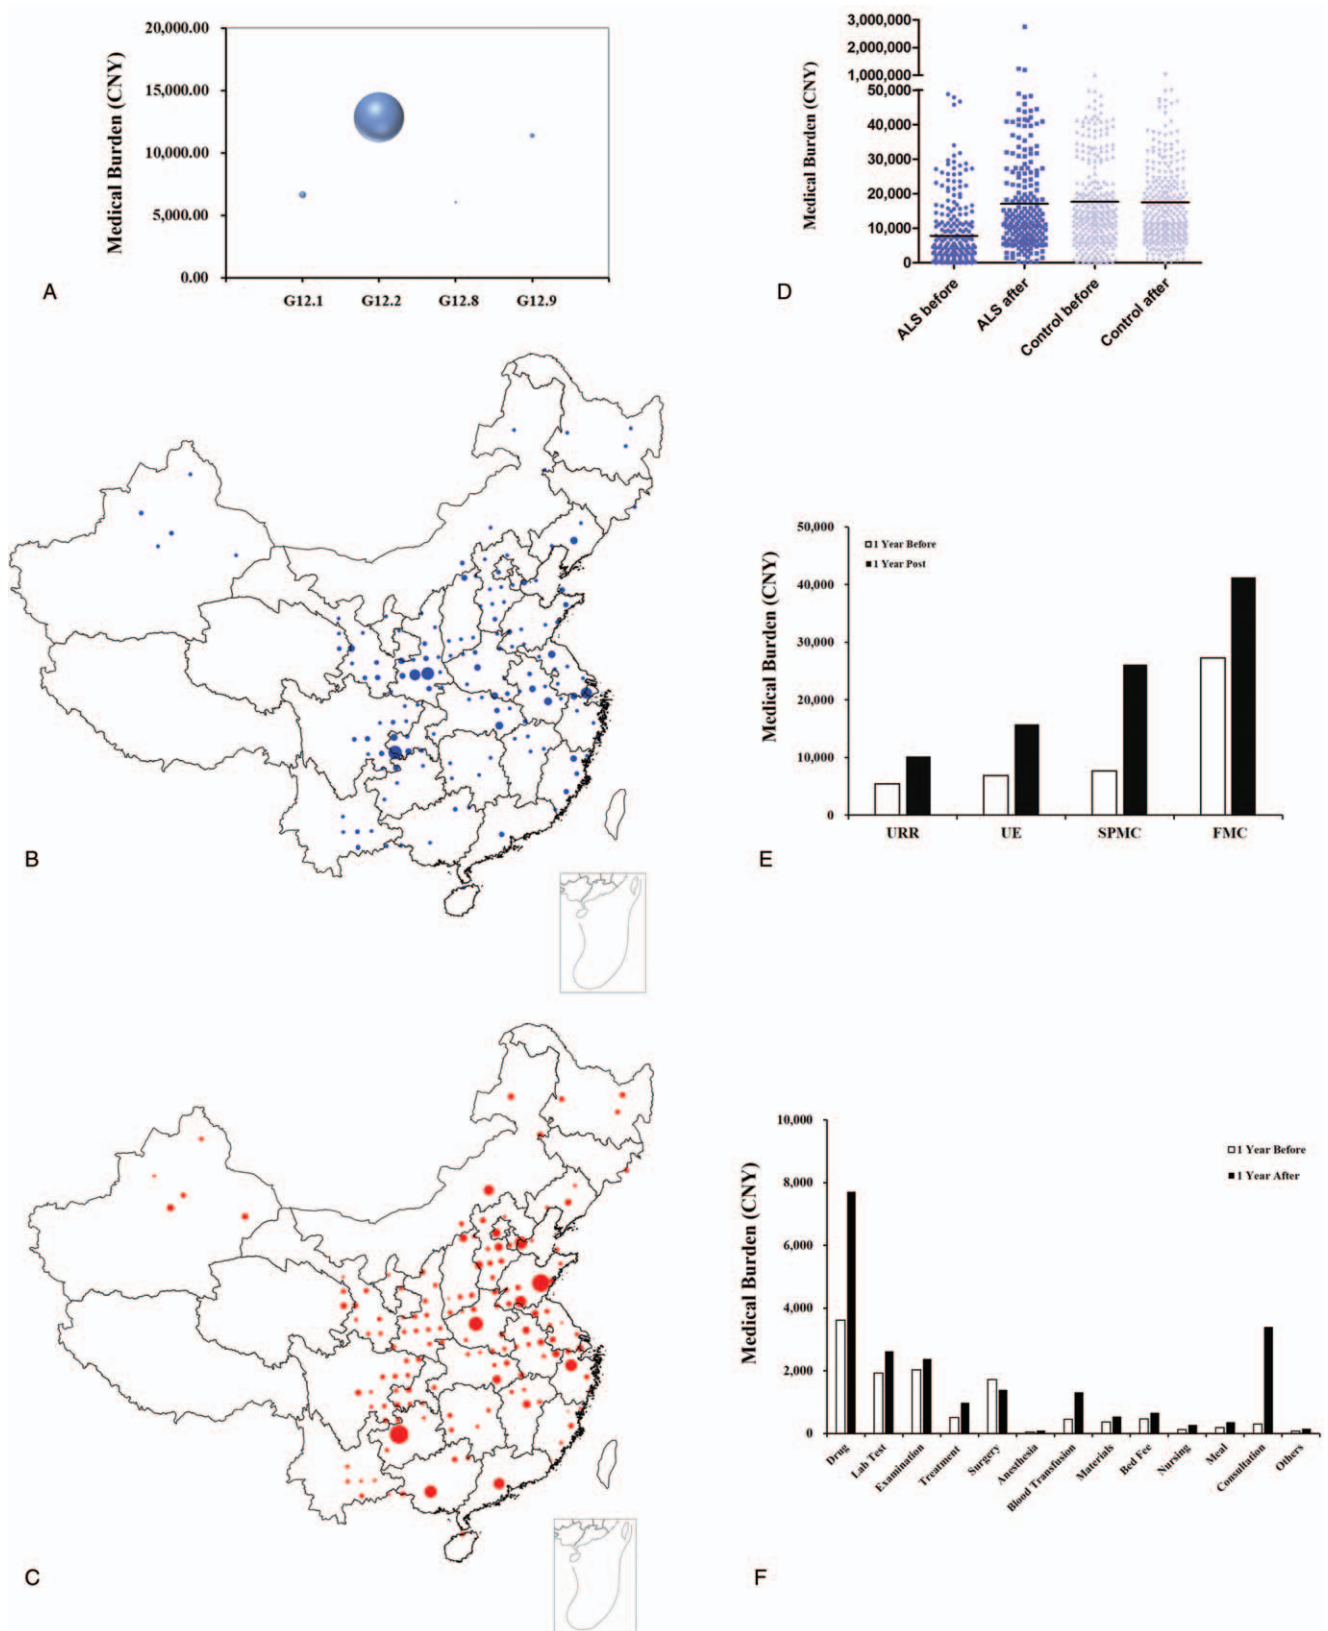 20,000.00
15,000.00
10,000.00
5,000.00
0.00
Medical Burden (CNY)
G12.1 G12.2 G12.8 G12.9
A
3,000,000
2,000,000
1,000,000
50,000
40,000
30,000
20,000
10,000
0
Medical Burden (CNY)
ALS before
ALS after
Control before
Control after
D
B
50,000
40,000
30,000
20,000
10,000
0
Medical Burden (CNY)
1 Year Before
1 Year Post
URR UE SPMC FMC
E
C
10,000
8,000
6,000
4,000
2,000
0
Medical Burden (CNY)
1 Year Before
1 Year After
Drug
Lab Test
Examination
Treatment
Surgery
Anesthesia
Blood Transfusion
Materials
Bed Fee
Nursing
Meal
Consultation
Others
F